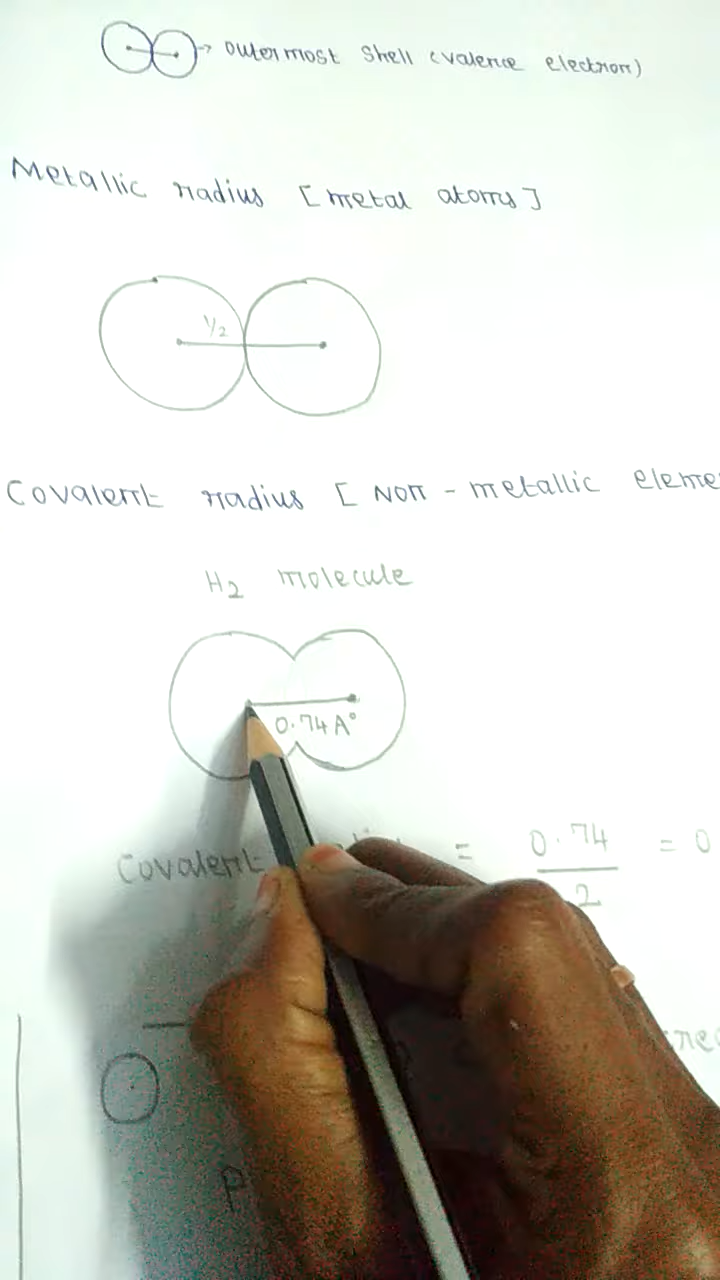 → outermost shell (valence electron)
Metallic radius [metal atoms]
1/2
Covalent radius [Non - metallic
H2 molecule
0.74A°
Covalent = 0.74 / 2 = 0
P